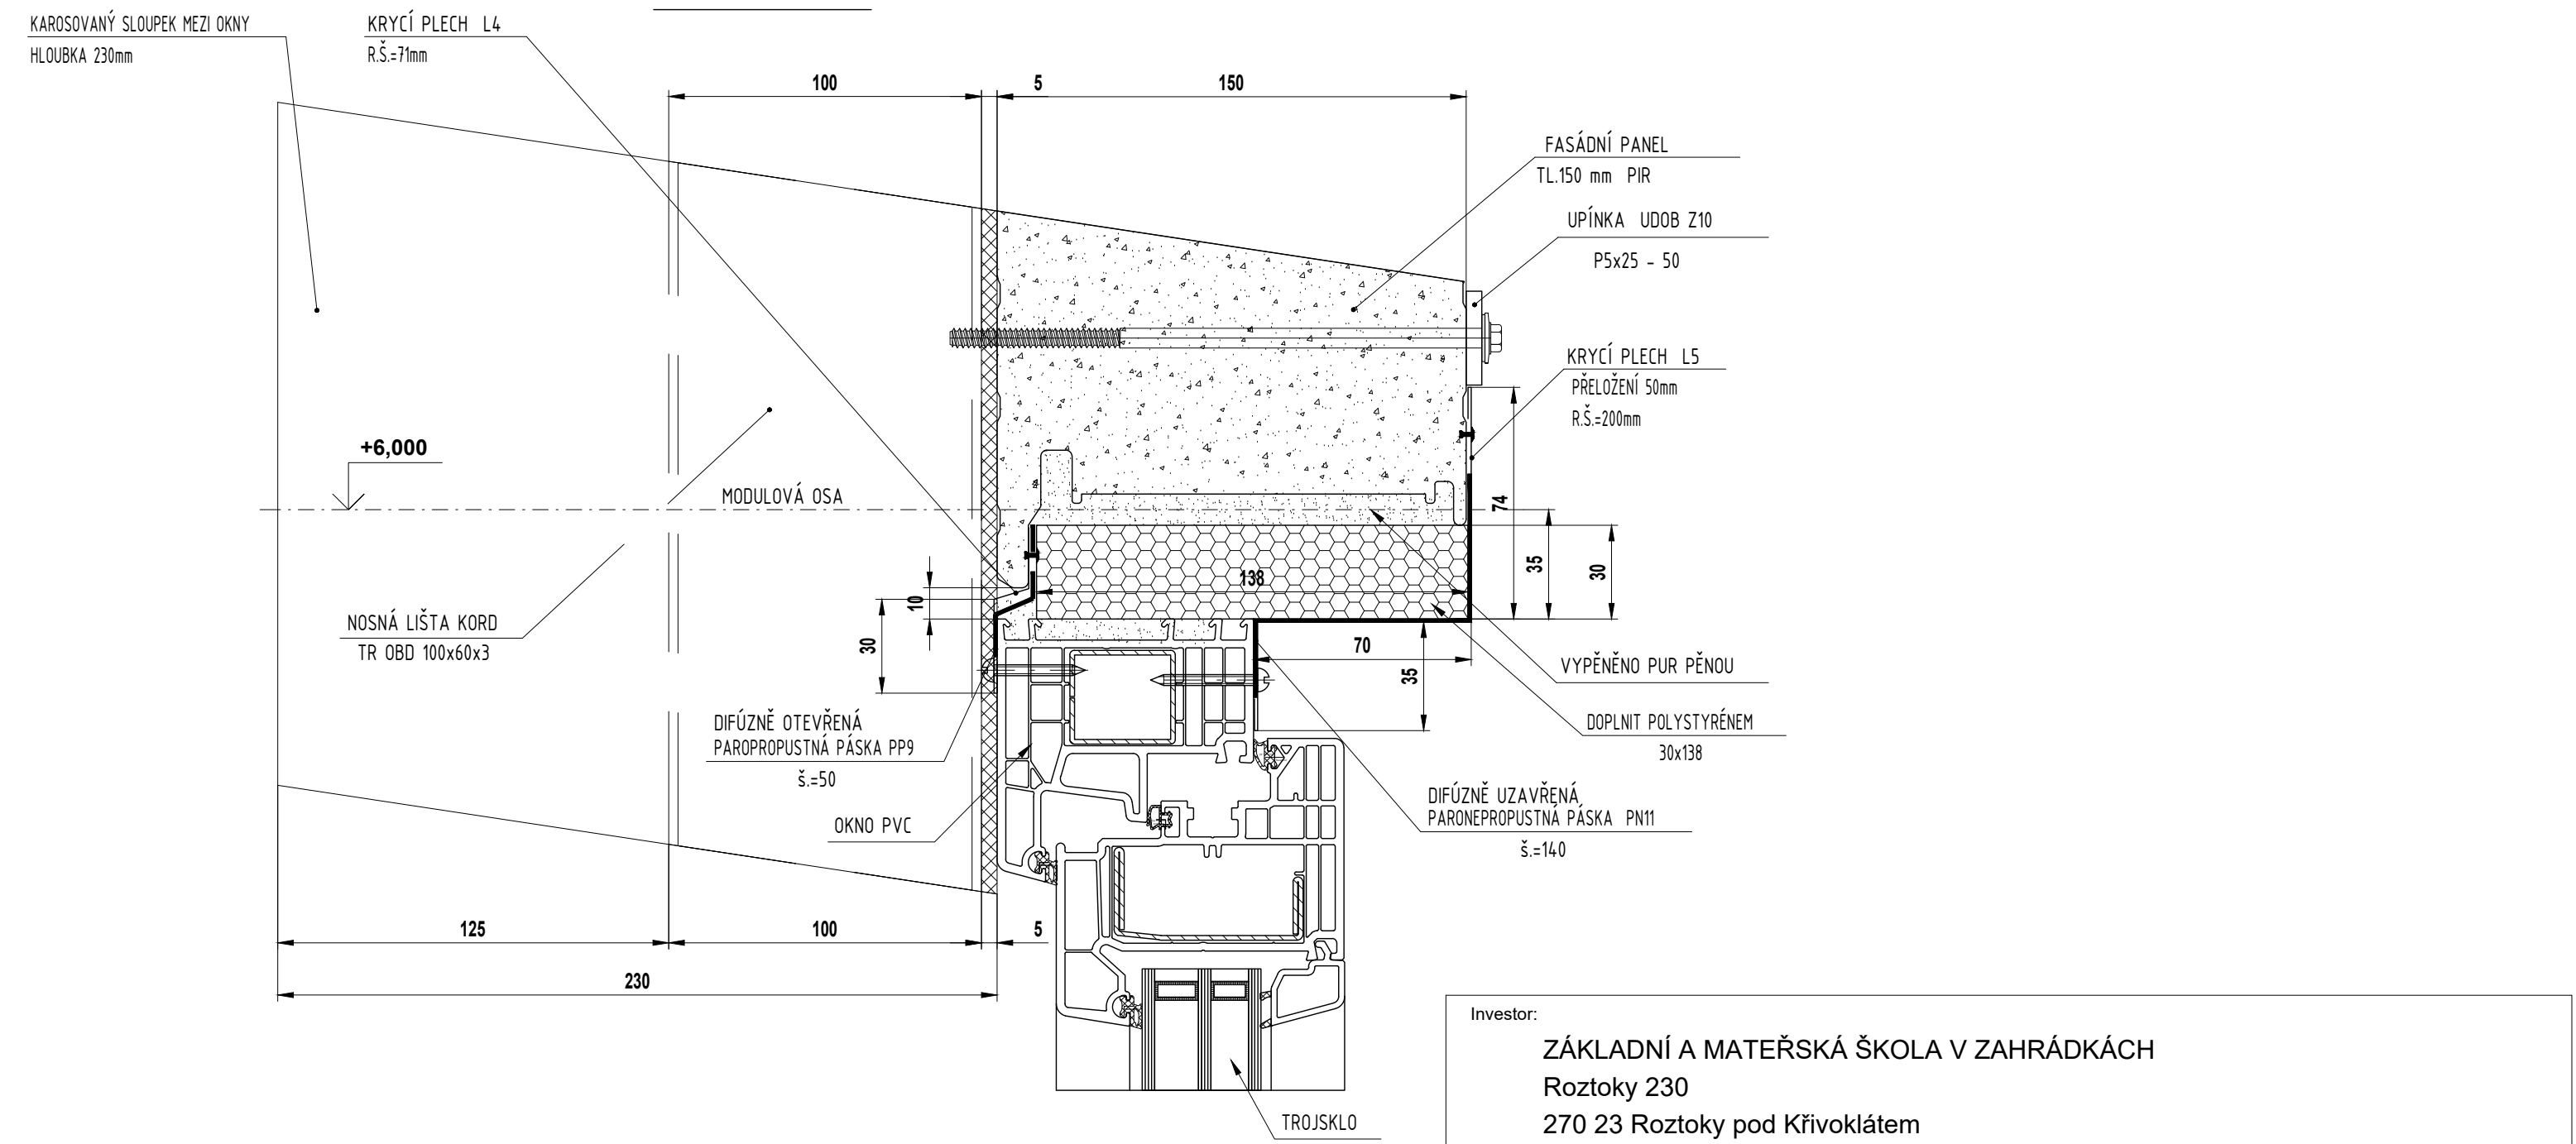 KAROSOVANÝ SLOUPEK MEZI OKNY
HLOUBKA 230mm
KRYCÍ PLECH L4
R.Š.=71mm
100
5
150
FASÁDNÍ PANEL
TL.150 mm PIR
UPÍNKA UDOB Z10
P5x25 - 50
KRYCÍ PLECH L5
PŘELOŽENÍ 50mm
R.Š.=200mm
+6,000
MODULOVÁ OSA
74
35
30
138
10
30
70
35
NOSNÁ LIŠTA KORD
TR OBD 100x60x3
VYPĚNĚNO PUR PĚNOU
DIFÚZNĚ OTEVŘENÁ
PAROPROPUSTNÁ PÁSKA PP9
š.=50
DOPLNIT POLYSTYRÉNEM
30x138
OKNO PVC
DIFÚZNĚ UZAVŘENÁ
PARONEPROPUSTNÁ PÁSKA PN11
š.=140
125
100
5
230
TROJSKLO
Investor:
ZÁKLADNÍ A MATEŘSKÁ ŠKOLA V ZAHRÁDKÁCH
Roztoky 230
270 23 Roztoky pod Křivoklátem